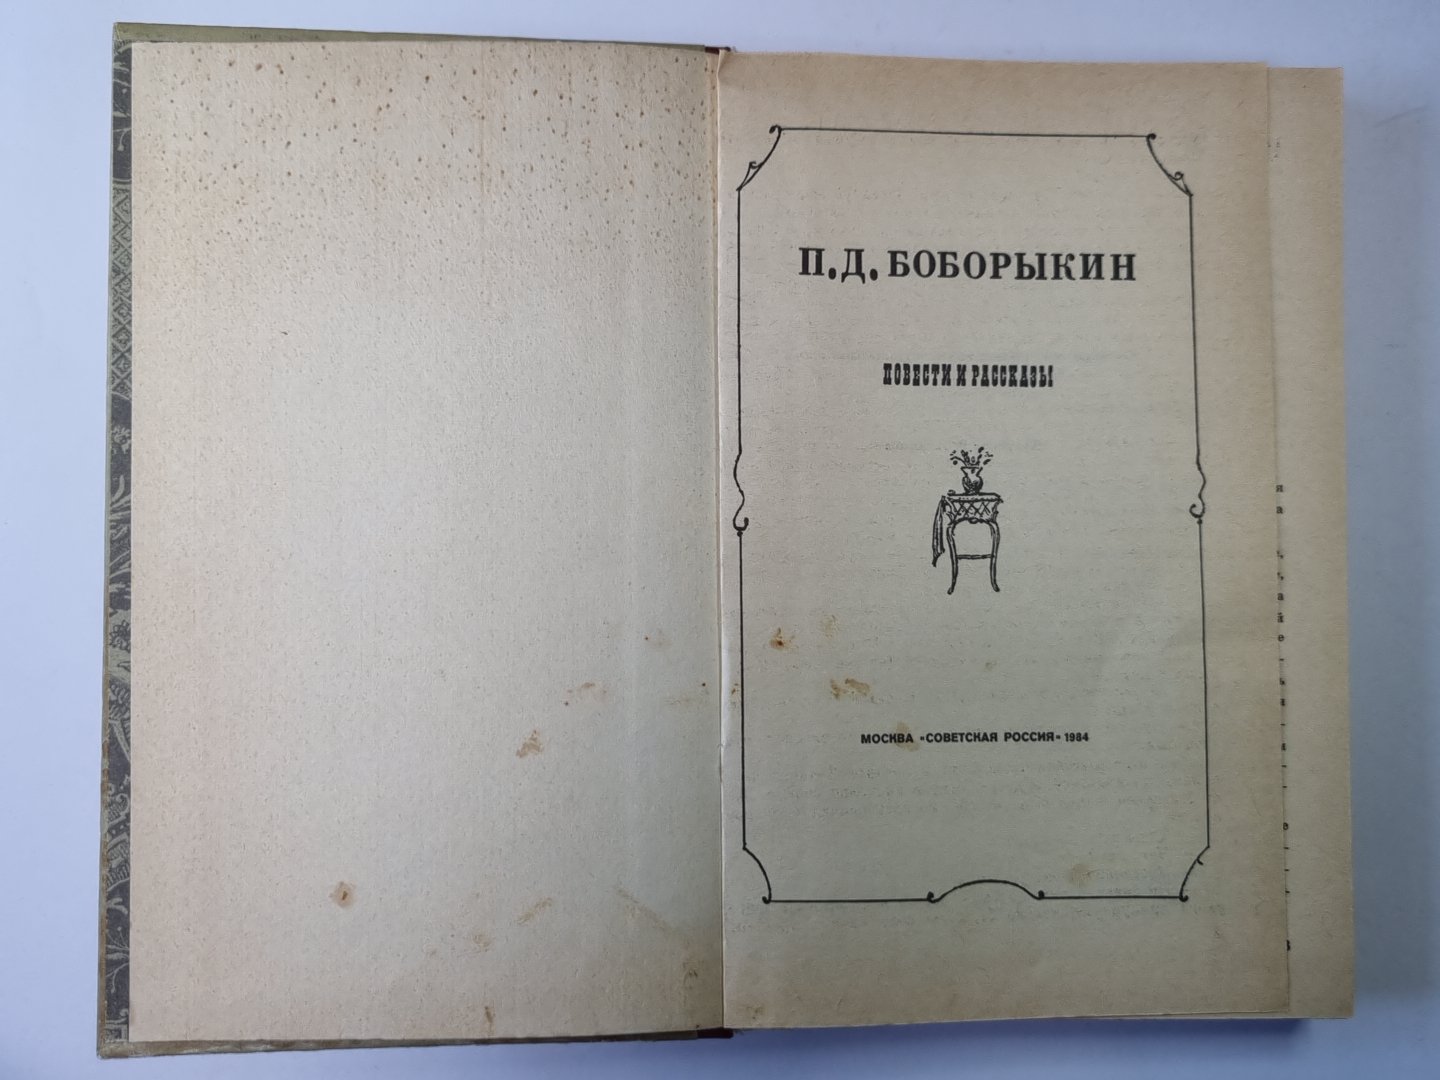 П.Д. БОБОРЫКИН
ПОВЕСТИ И РАССКАЗЫ
МОСКВА «СОВЕТСКАЯ РОССИЯ» 1984